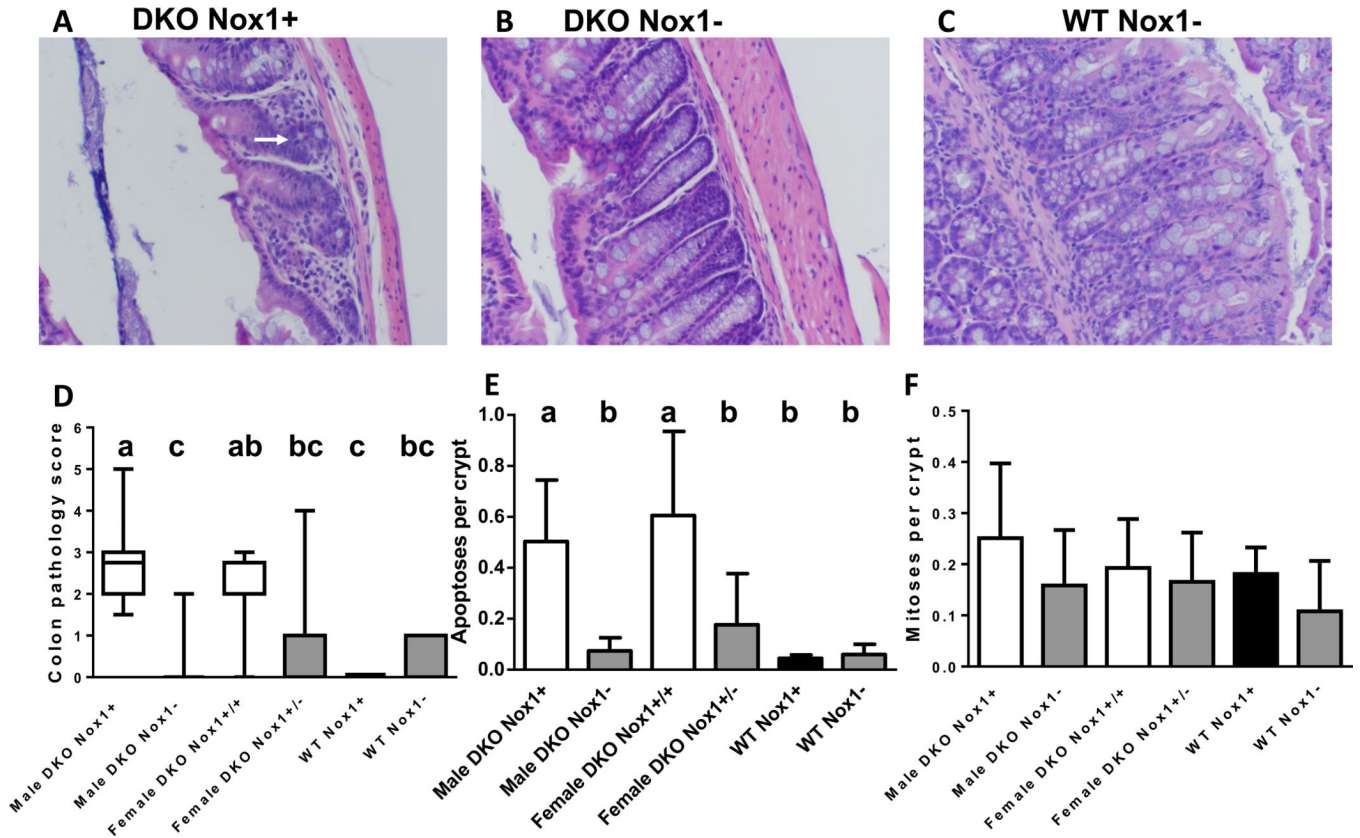 A DKO Nox1+
B DKO Nox1-
C WT Nox1-
D
a c ab bc c bc
Colon pathology score
6
5
4
3
2
1
0
Male DKO Nox1+
Male DKO Nox1-
Female DKO Nox1+/+
Female DKO Nox1+/-
WT Nox1+
WT Nox1-
E
a b a b b b
Apoptoses per crypt
1.0
0.8
0.6
0.4
0.2
0.0
Male DKO Nox1+
Male DKO Nox1-
Female DKO Nox1+/+
Female DKO Nox1+/-
WT Nox1+
WT Nox1-
F
Mitoses per crypt
0.5
0.4
0.3
0.2
0.1
0.0
Male DKO Nox1+
Male DKO Nox1-
Female DKO Nox1+/+
Female DKO Nox1+/-
WT Nox1+
WT Nox1-